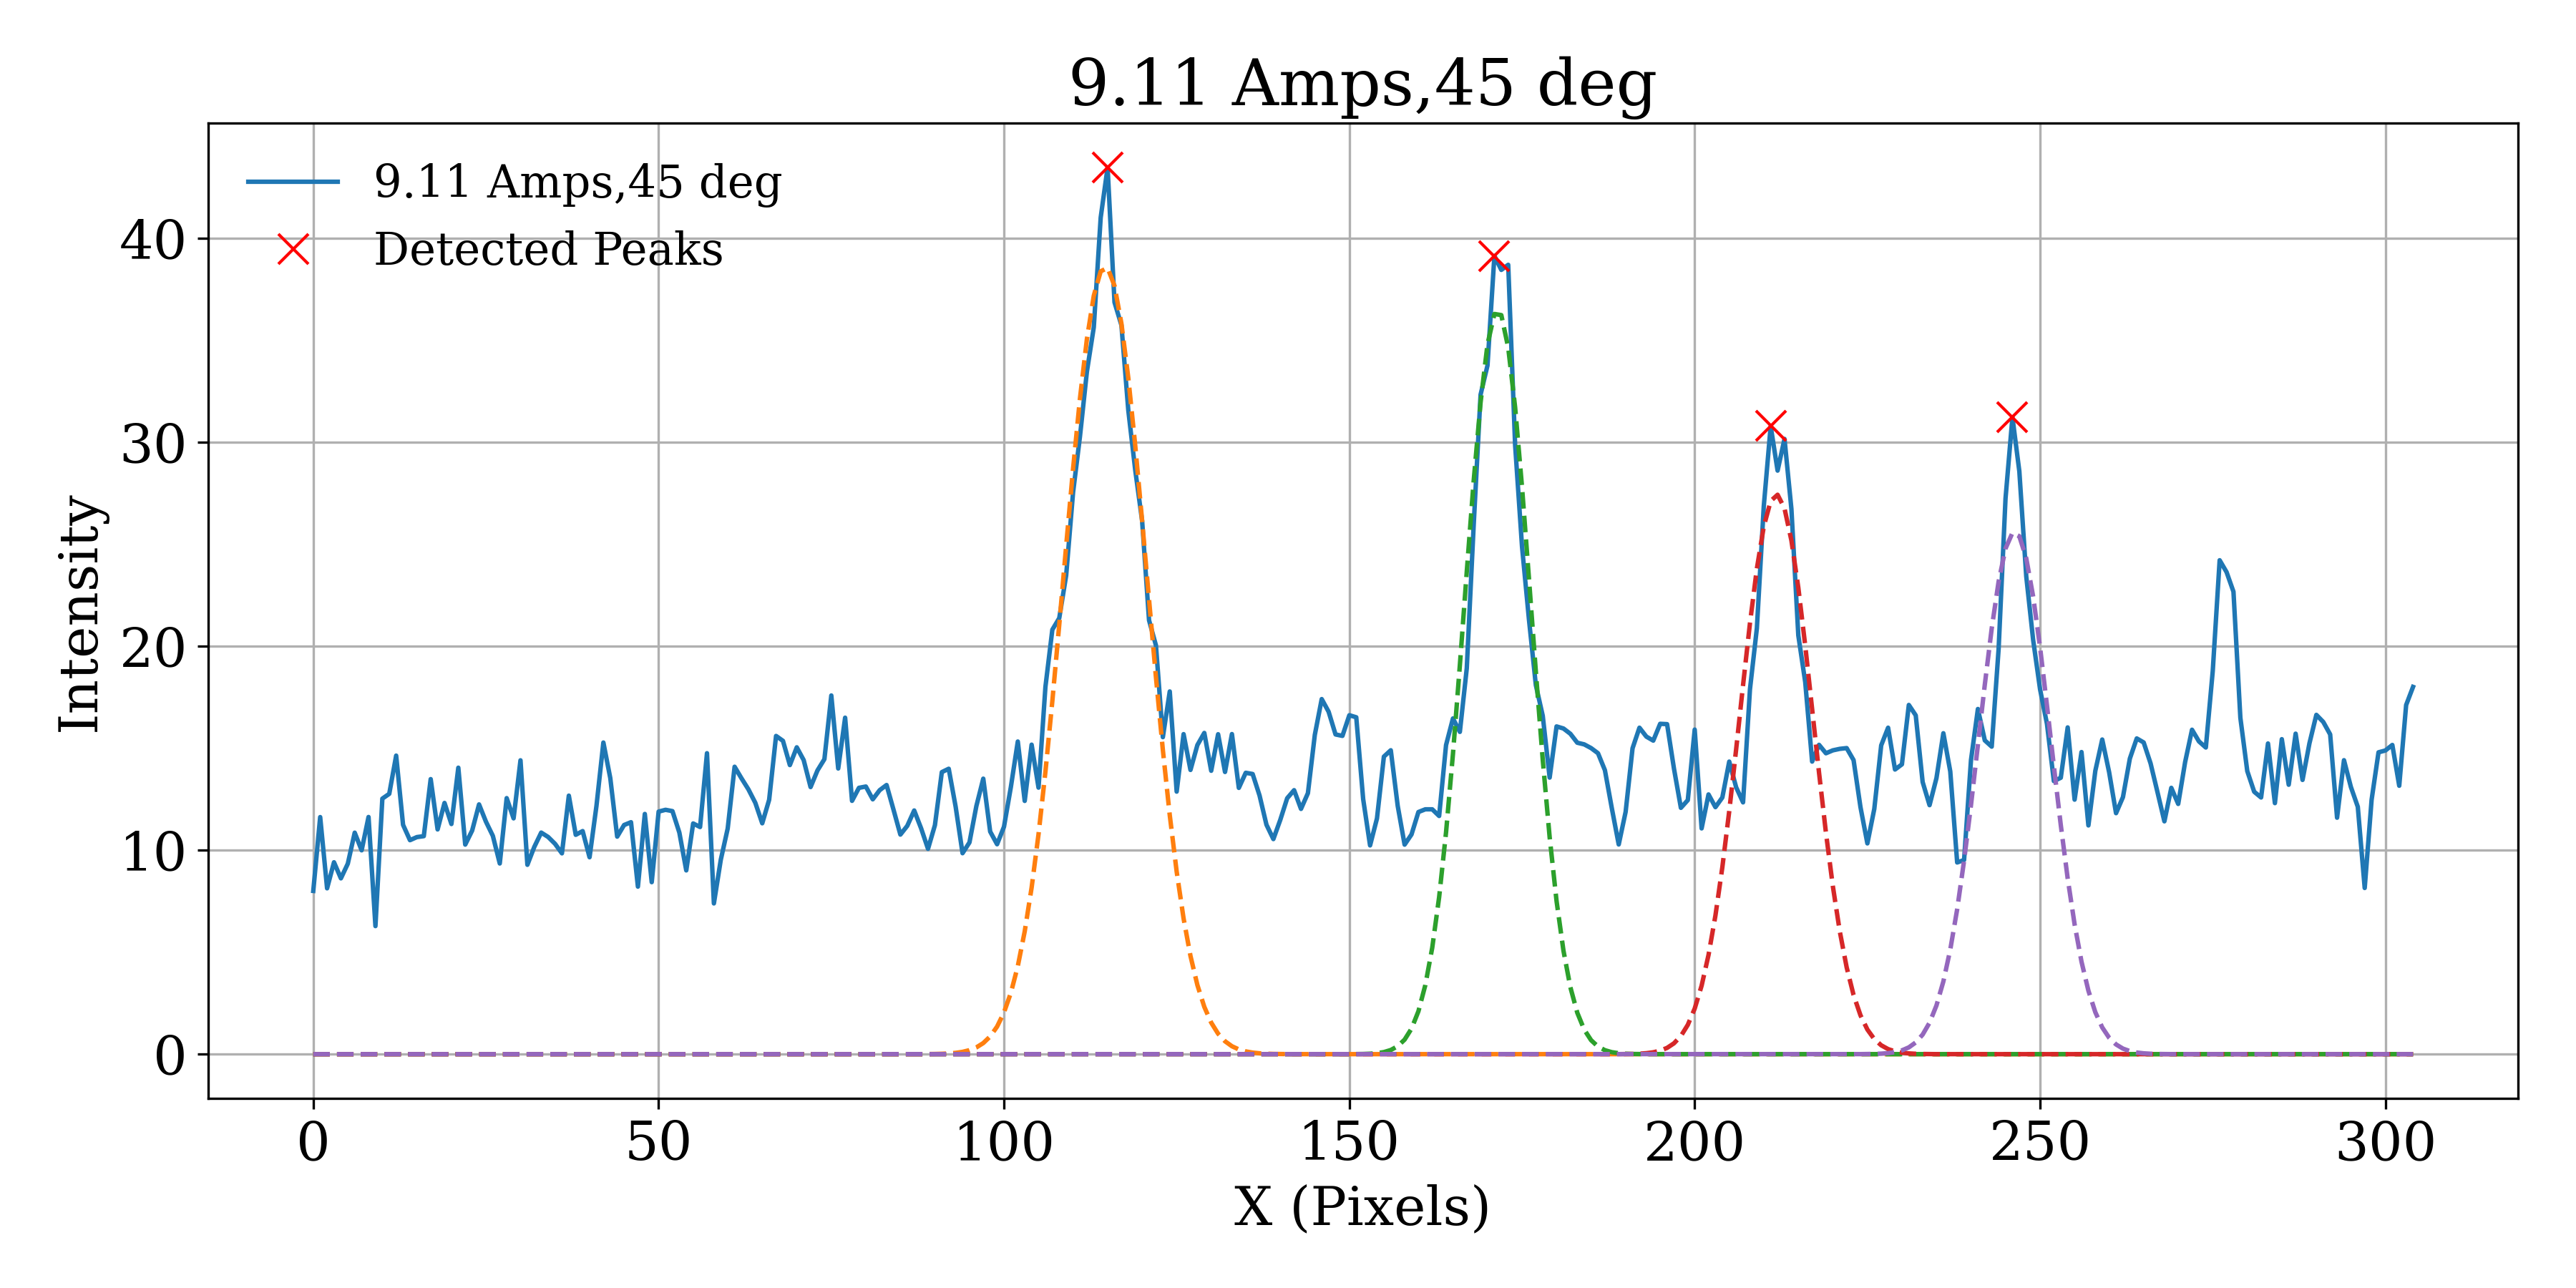 9.11 Amps,45 deg
9.11 Amps,45 deg
Detected Peaks
Intensity
40
30
20
10
0
0 50 100 150 200 250 300
X (Pixels)